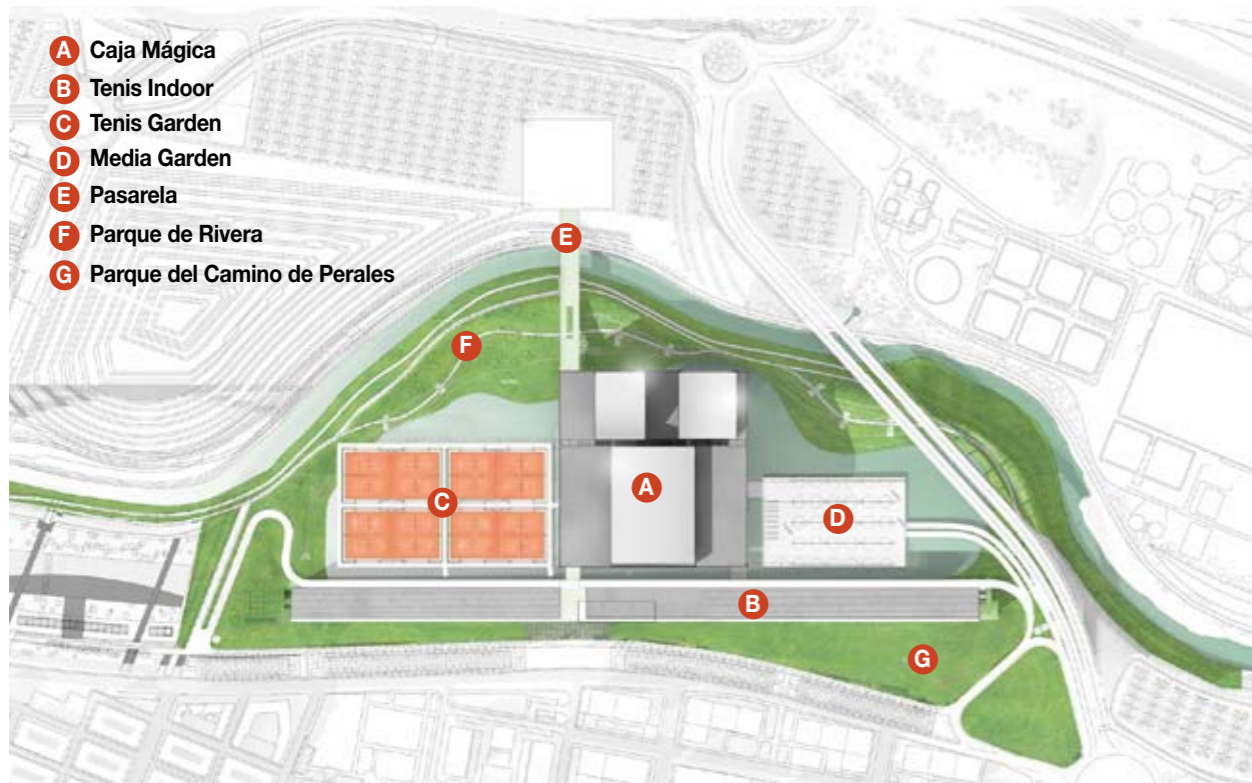 A Caja Mágica
B Tenis Indoor
C Tenis Garden
D Media Garden
E Pasarela
F Parque de Rivera
G Parque del Camino de Perales
E
F
A
C
D
B
G